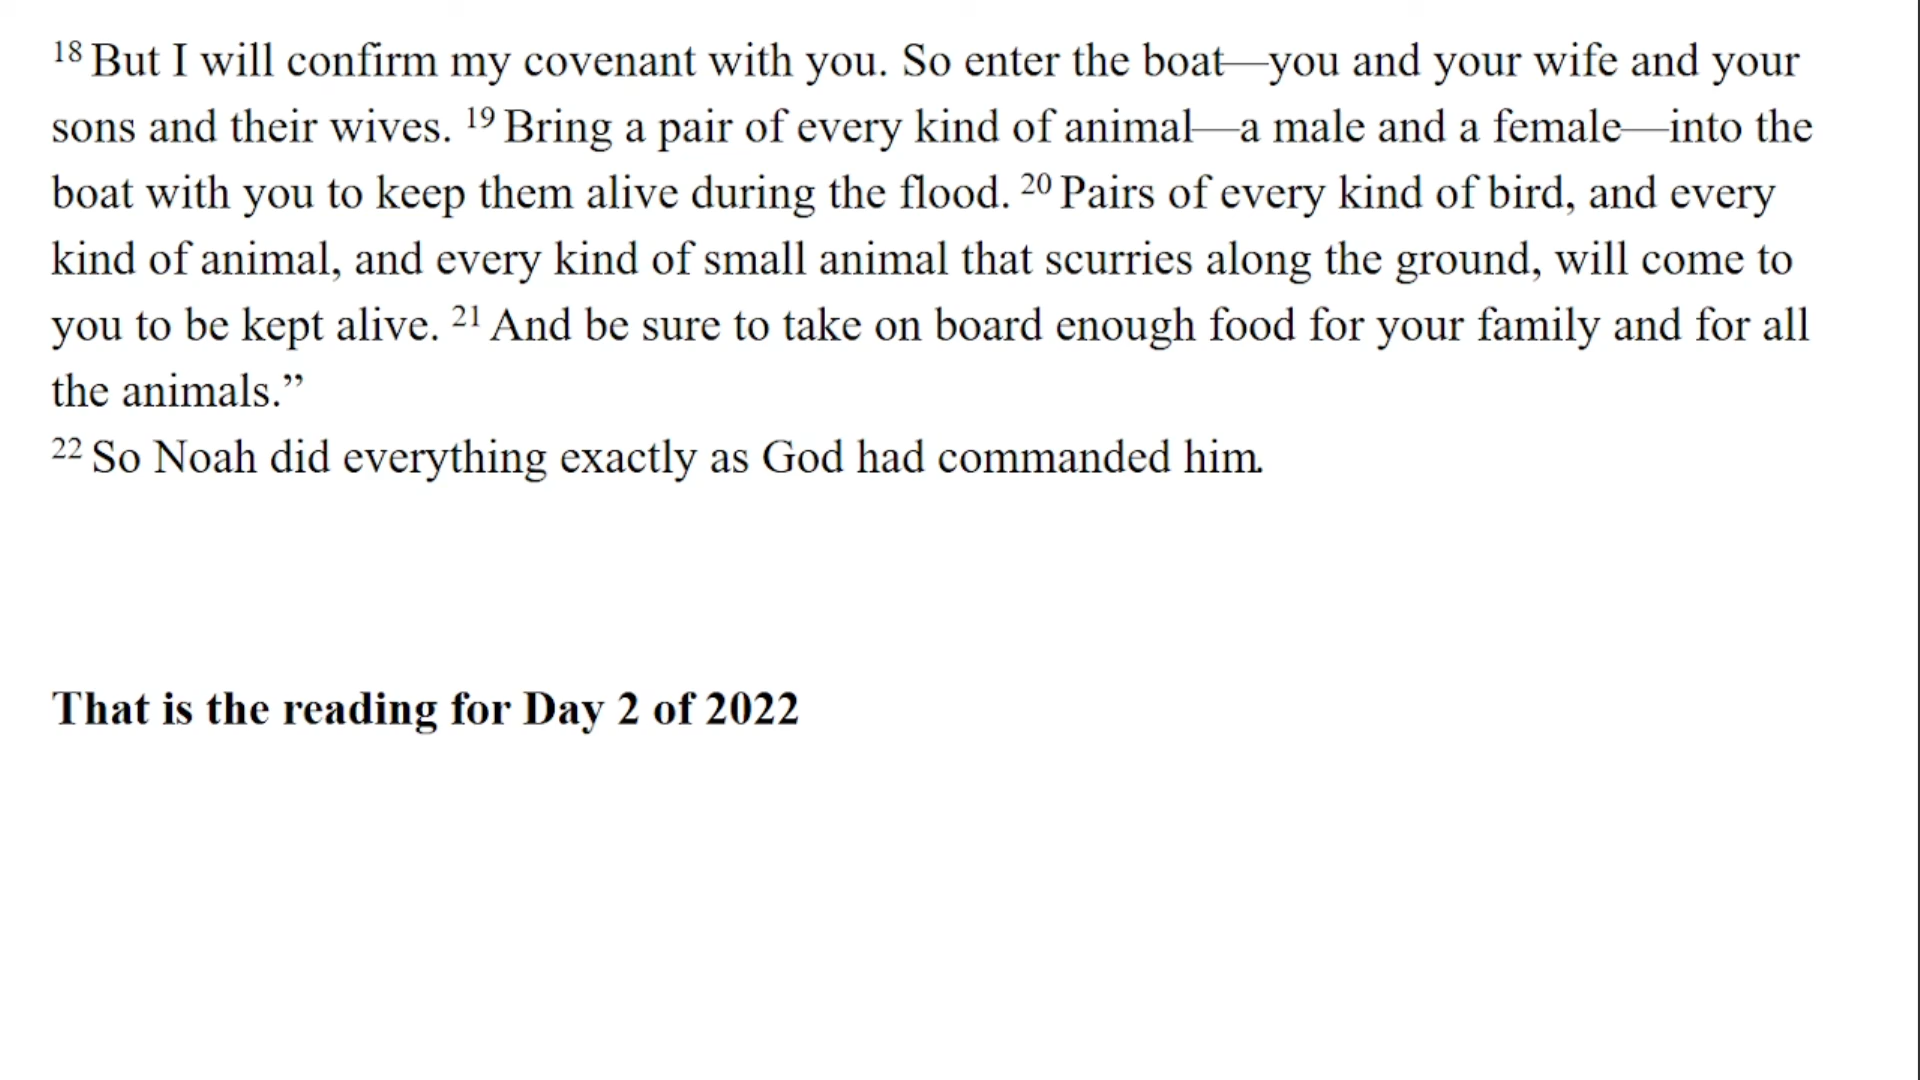 18 But I will confirm my covenant with you. So enter the boat—you and your wife and your
sons and their wives. 19 Bring a pair of every kind of animal—a male and a female—into the
boat with you to keep them alive during the flood. 20 Pairs of every kind of bird, and every
kind of animal, and every kind of small animal that scurries along the ground, will come to
you to be kept alive. 21 And be sure to take on board enough food for your family and for all
the animals.”
22 So Noah did everything exactly as God had commanded him.
That is the reading for Day 2 of 2022